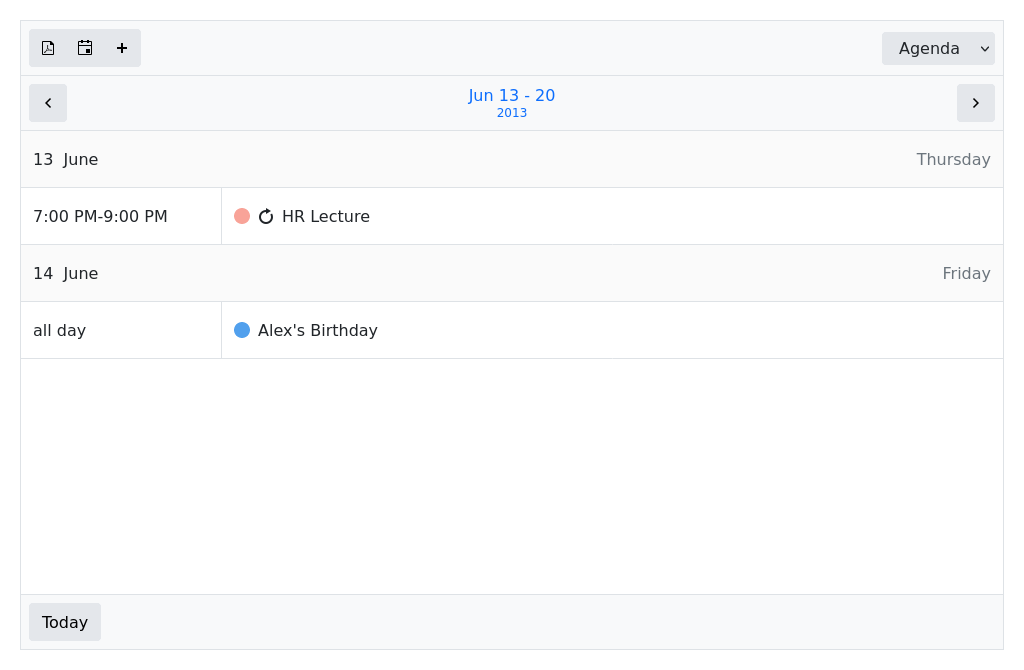 Agenda
Jun 13 - 20
2013
13 June Thursday
7:00 PM-9:00 PM HR Lecture
14 June Friday
all day Alex's Birthday
Today